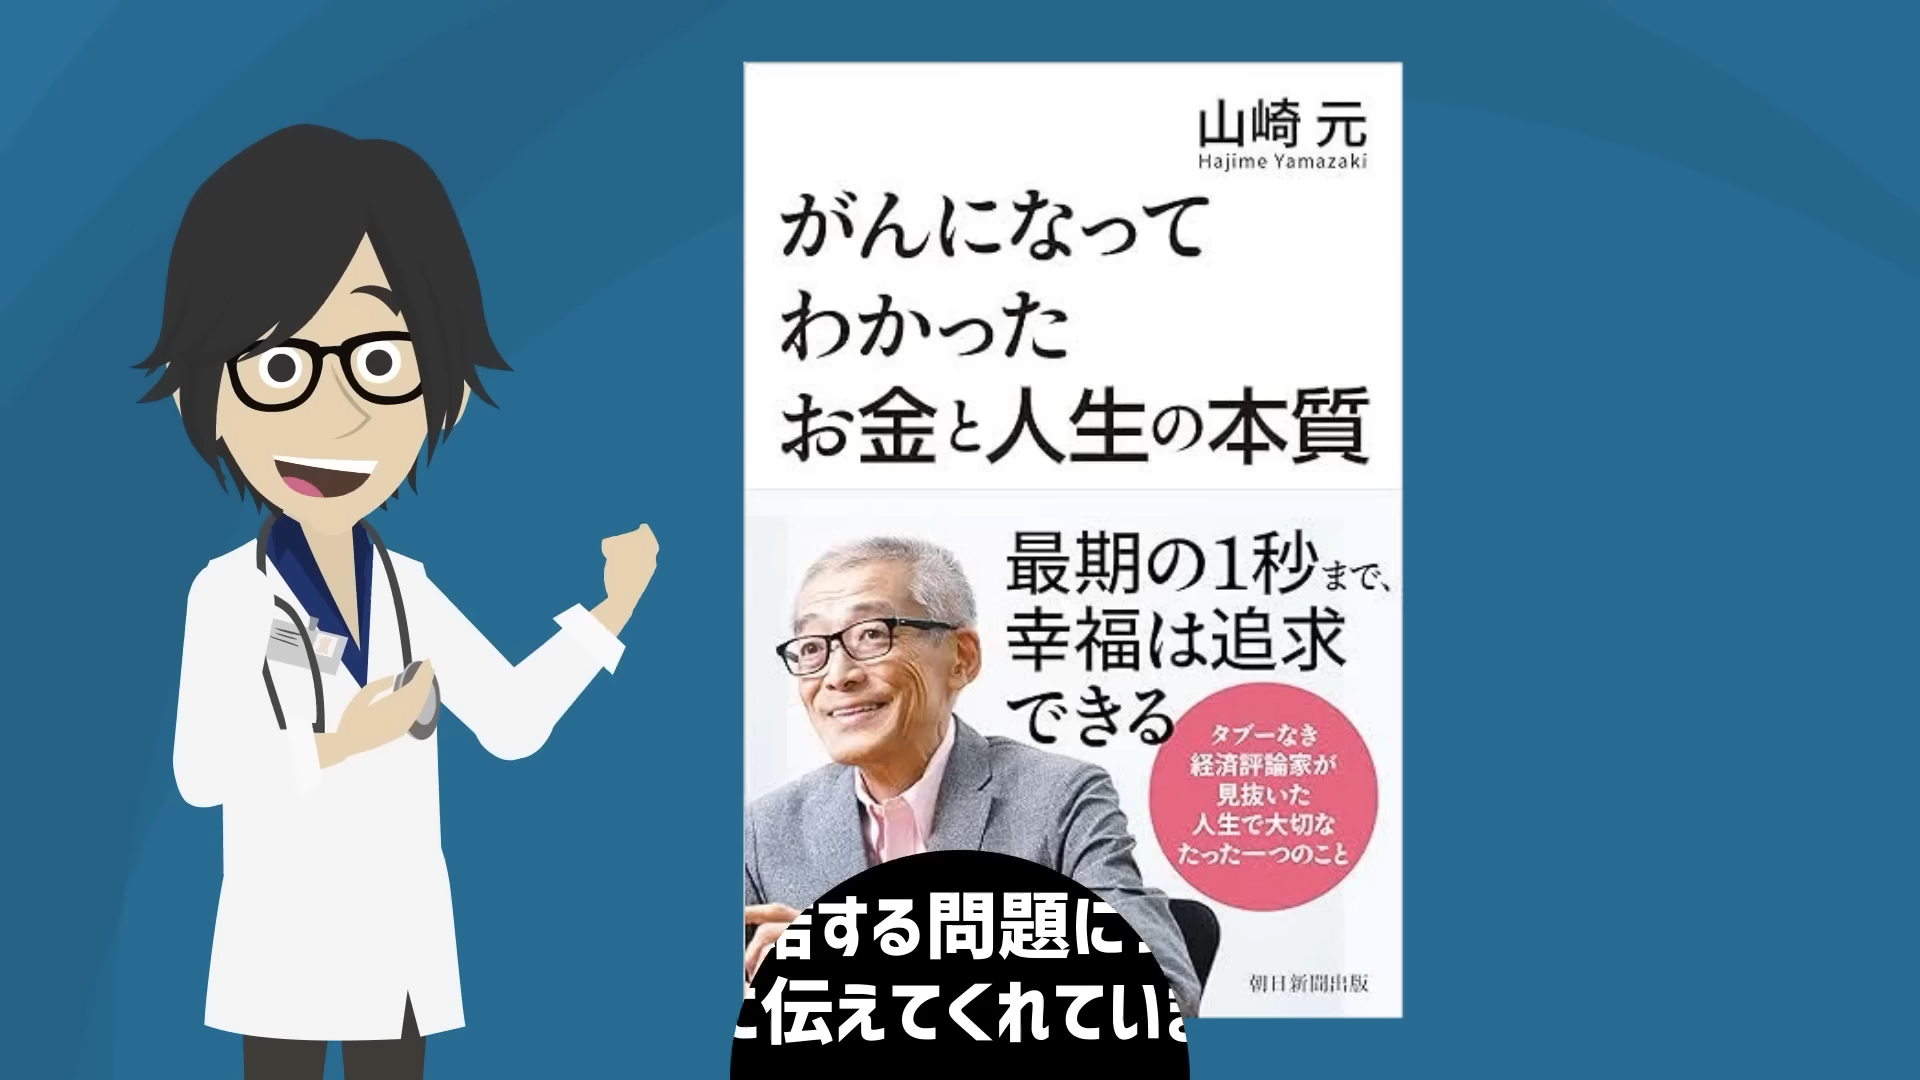 山崎 元
Hajime Yamazaki
がんになって
わかった
お金と人生の本質
最期の1秒まで、
幸福は追求
できる
タブーなき
経済評論家が
見抜いた
人生で大切な
たった一つのこと
する問題に
伝えてくれてい
朝日新聞出版